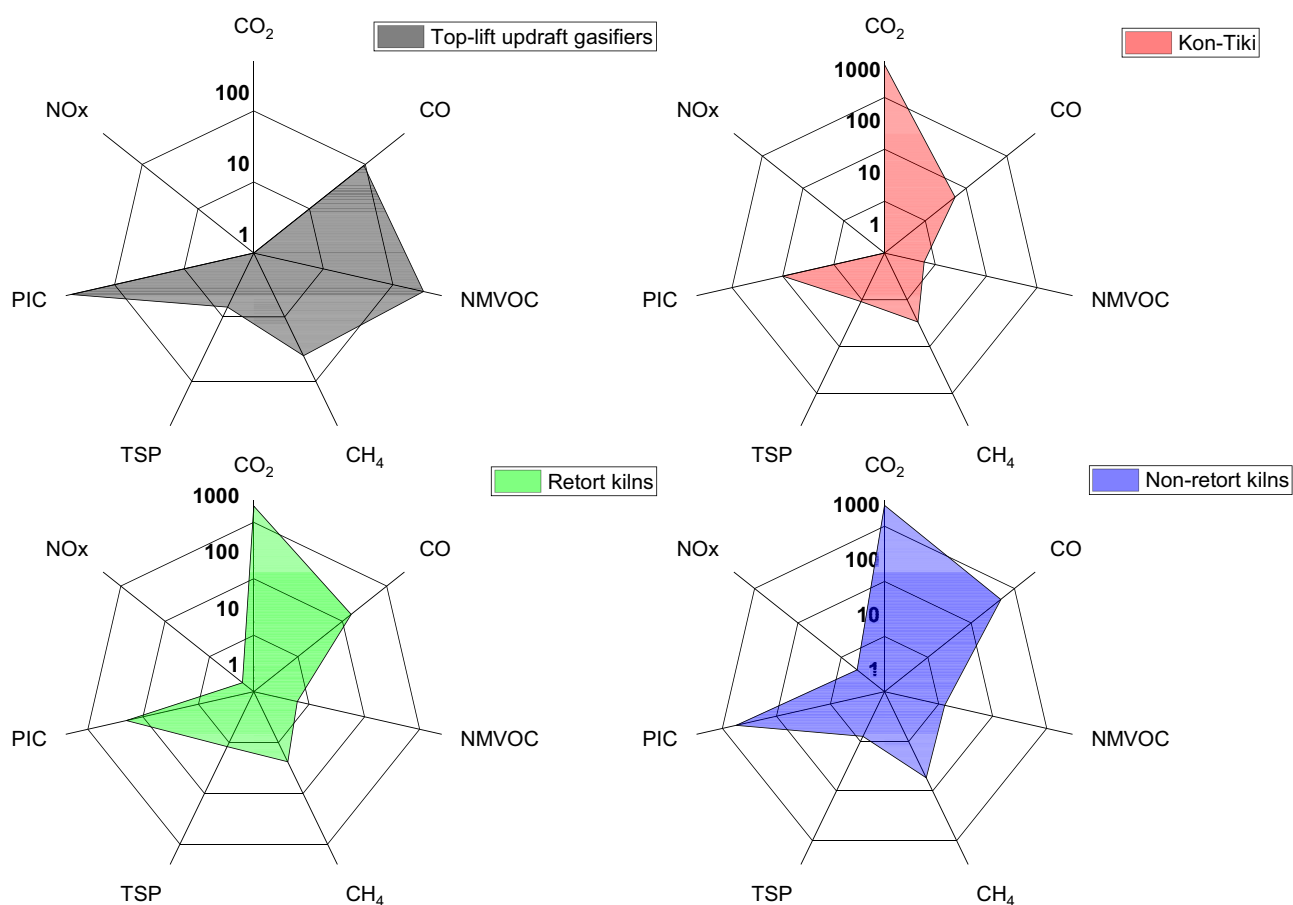 CO₂
Top-lift updraft gasifiers
100
NOx
CO
10
1
PIC
NMVOC
TSP
CH₄
CO₂
Kon-Tiki
1000
NOx
CO
100
10
1
PIC
NMVOC
TSP
CH₄
CO₂
Retort kilns
1000
NOx
CO
100
10
1
PIC
NMVOC
TSP
CH₄
CO₂
Non-retort kilns
1000
NOx
CO
100
10
1
PIC
NMVOC
TSP
CH₄